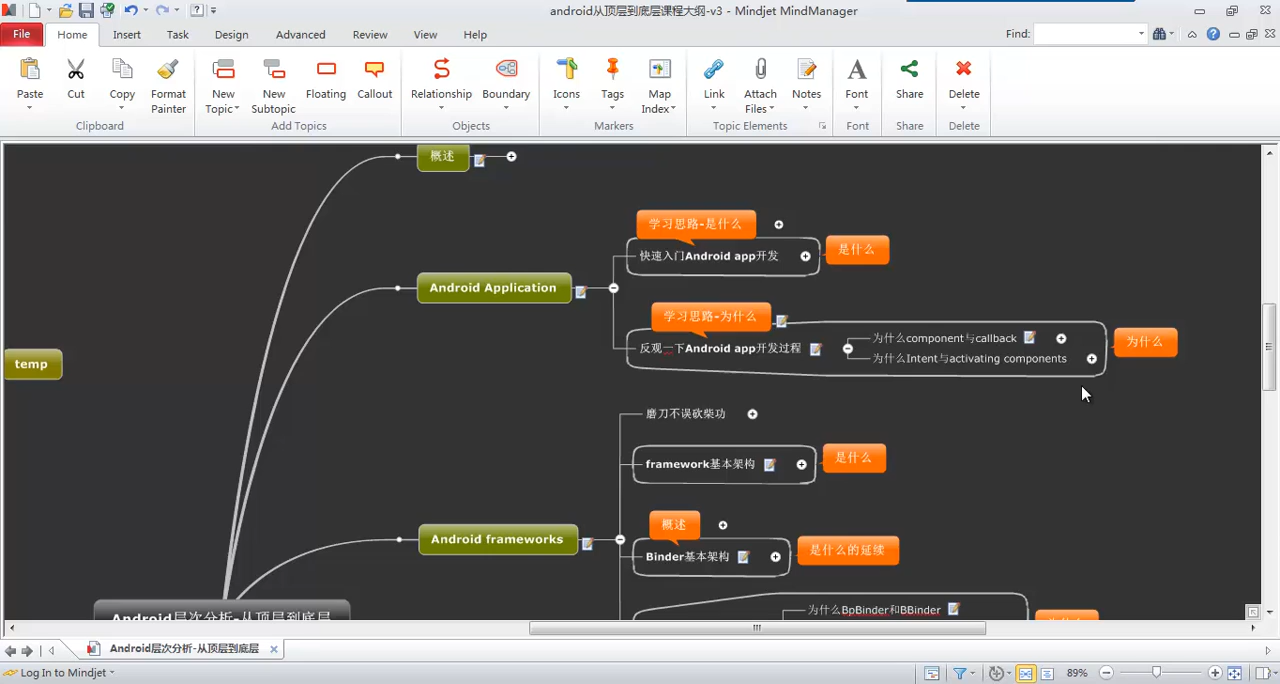 android从顶层到底层课程大纲-v3 - Mindjet MindManager
File Home Insert Task Design Advanced Review View Help Find:
Paste Cut Copy Format Painter
New Topic New Subtopic Floating Callout
Relationship Boundary
Icons Tags Map Index
Link Attach Files Notes
Font Share Delete
Clipboard Add Topics Objects Markers Topic Elements Font Share Delete
概述
学习思路-是什么
快速入门Android app开发
是什么
Android Application
学习思路-为什么
反观一下Android app开发过程
为什么component与callback
为什么Intent与activating components
为什么
temp
磨刀不误砍柴功
framework基本架构
是什么
概述
Android frameworks
Binder基本架构
是什么的延续
为什么BpBinder和BBinder
Android层次分析-从顶层到底层
Android层次分析-从顶层到底层
Log In to Mindjet
89%